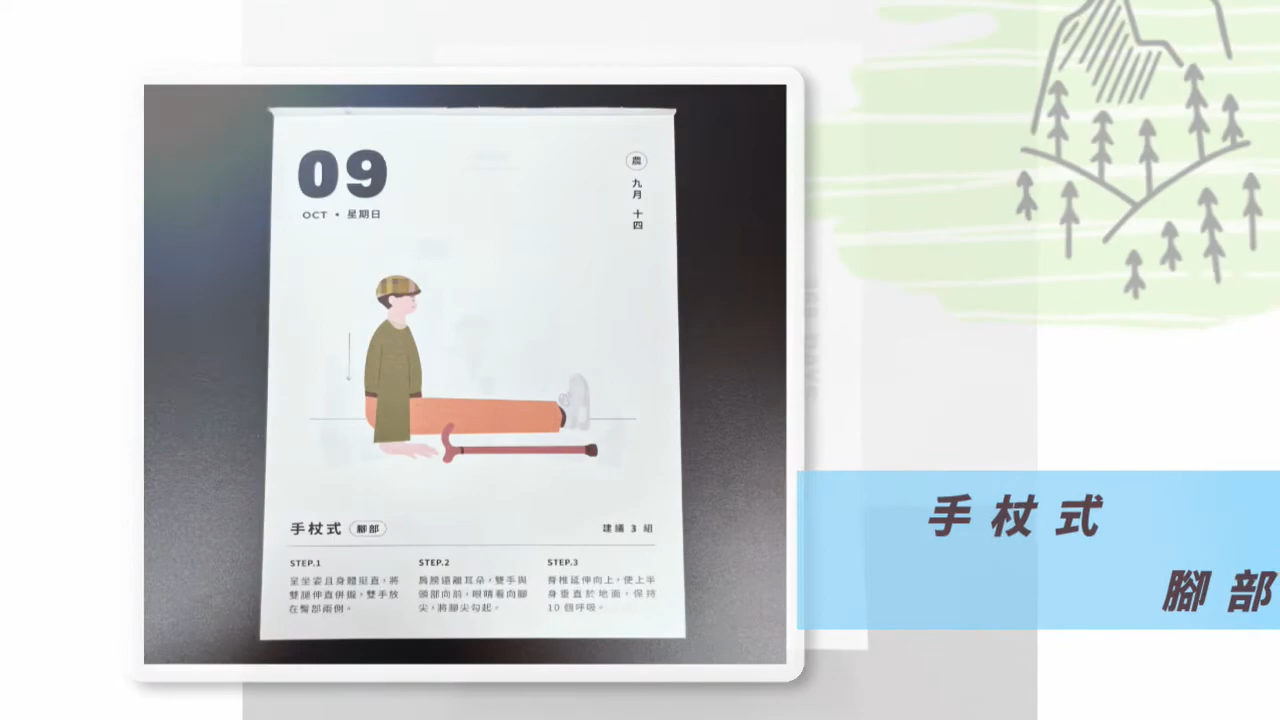 09
OCT • 星期日
農
九月
十四
手杖式 腳部
建議 3 組
STEP.1
呈坐姿且身體挺直，將
雙腿伸直併攏，雙手放
在臀部兩側。
STEP.2
肩膀遠離耳朵，雙手與
頭部向前，眼睛看向腳
尖，將腳尖勾起。
STEP.3
脊椎延伸向上，使上半
身垂直於地面，保持
10 個呼吸。
手杖式
腳部